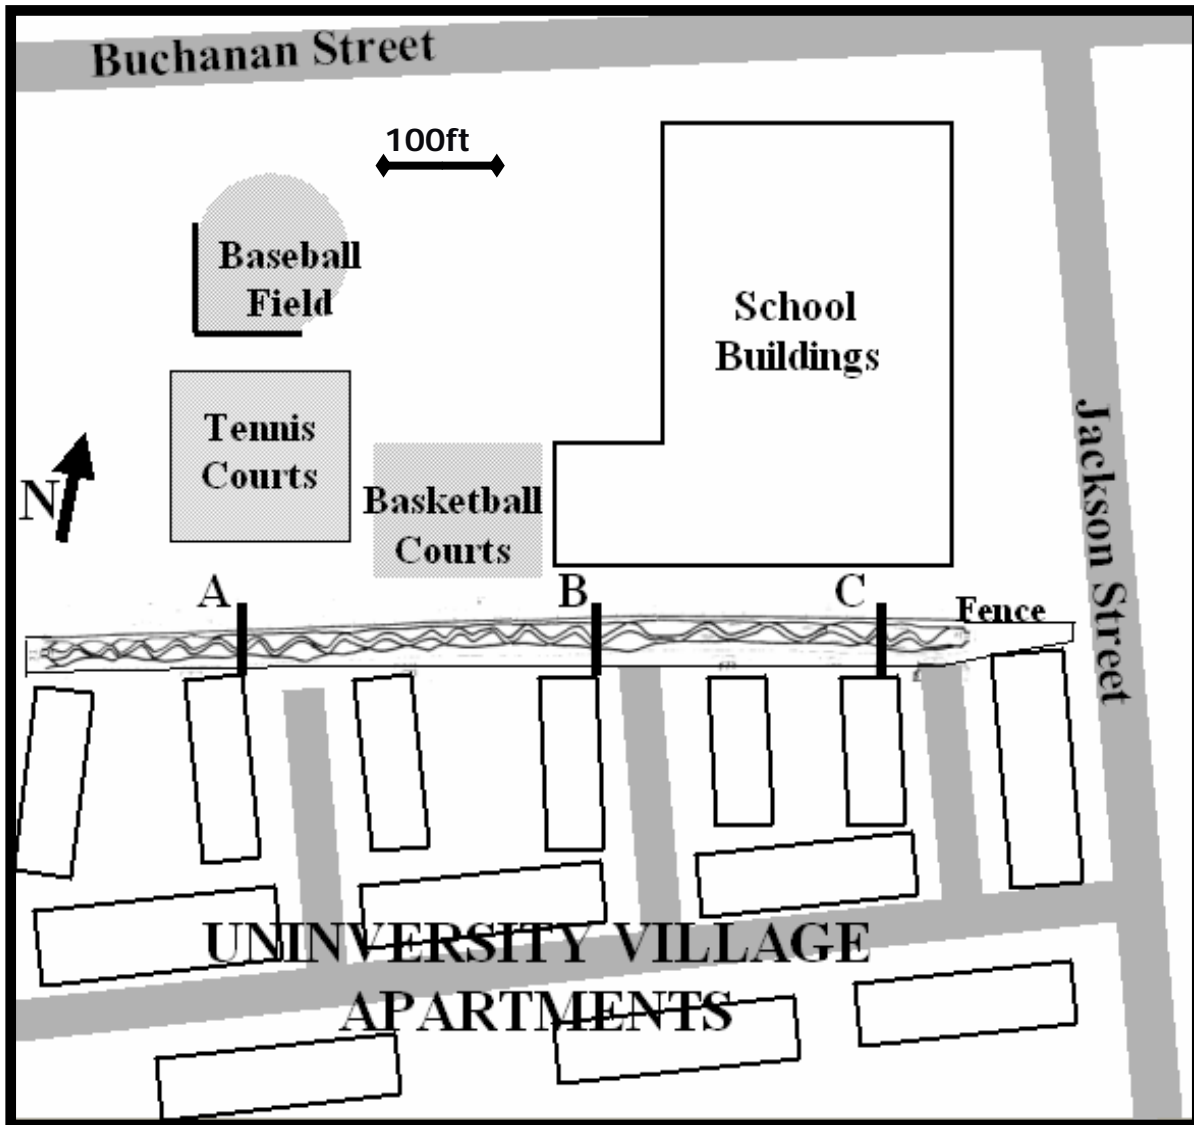 Buchanan Street
100ft
Baseball
Field
School
Buildings
Tennis
Courts
Jackson Street
N
Basketball
Courts
A
B
C
Fence
UNINVERSITY VILLAGE
APARTMENTS